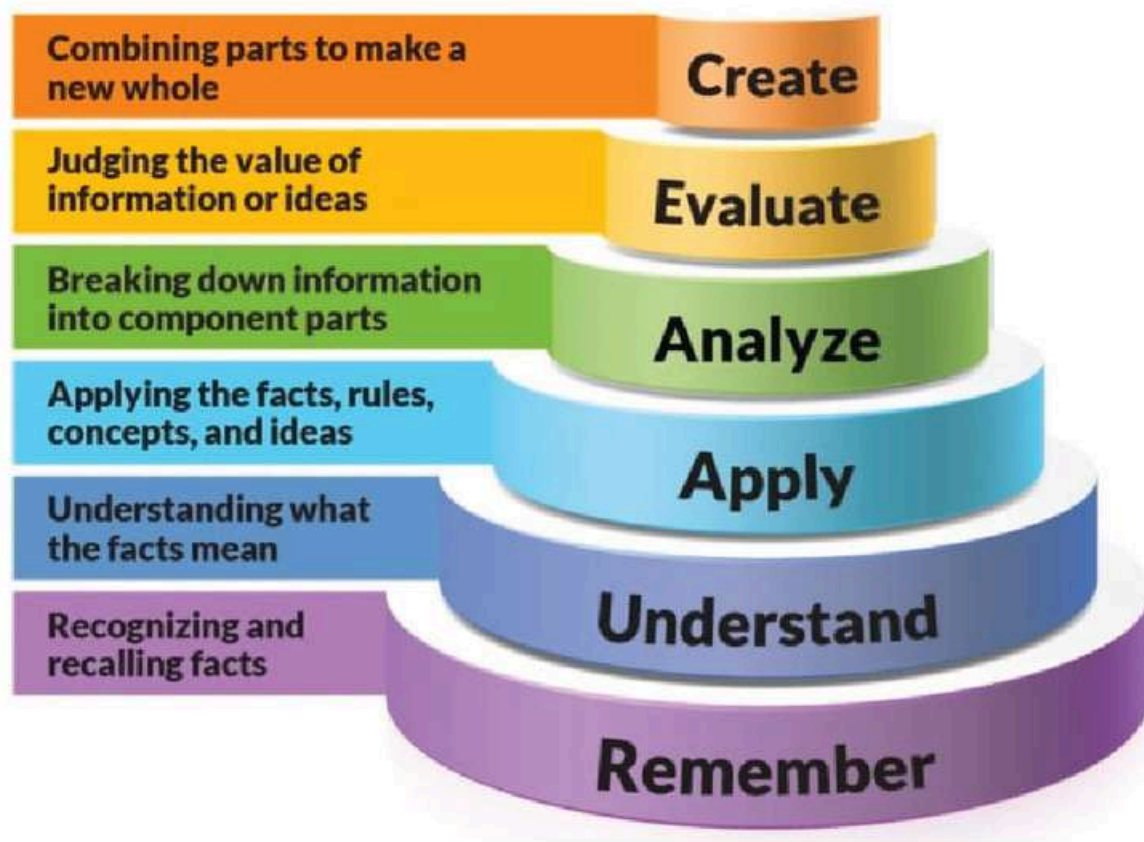 Combining parts to make a
new whole
Create
Judging the value of
information or ideas
Evaluate
Breaking down information
into component parts
Analyze
Applying the facts, rules,
concepts, and ideas
Apply
Understanding what
the facts mean
Understand
Recognizing and
recalling facts
Remember